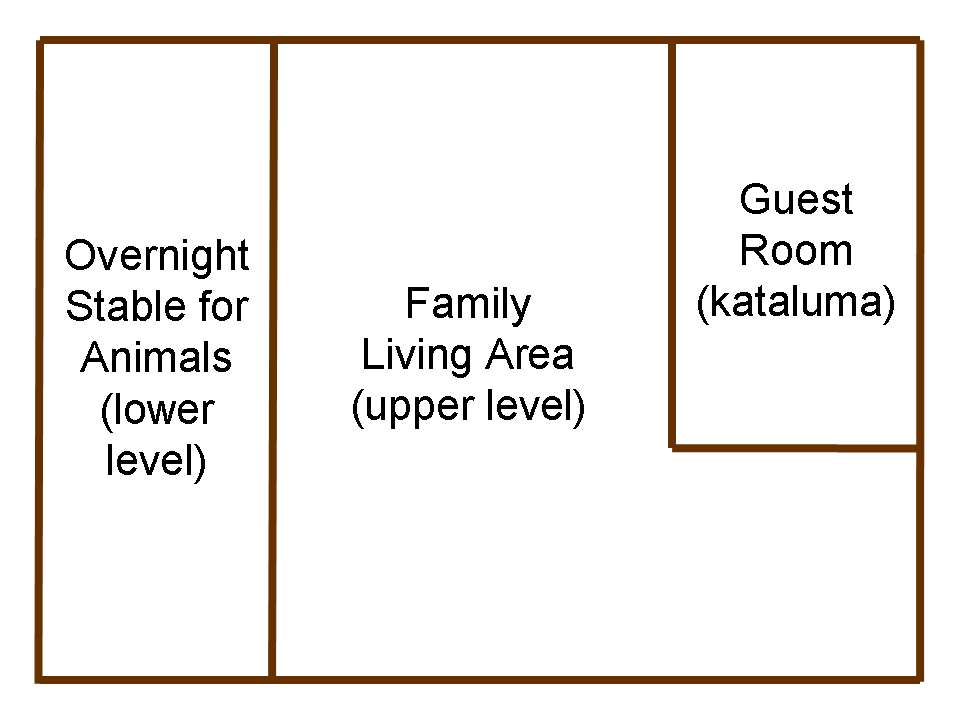 Overnight
Stable for
Animals
(lower
level)
Family
Living Area
(upper level)
Guest
Room
(kataluma)